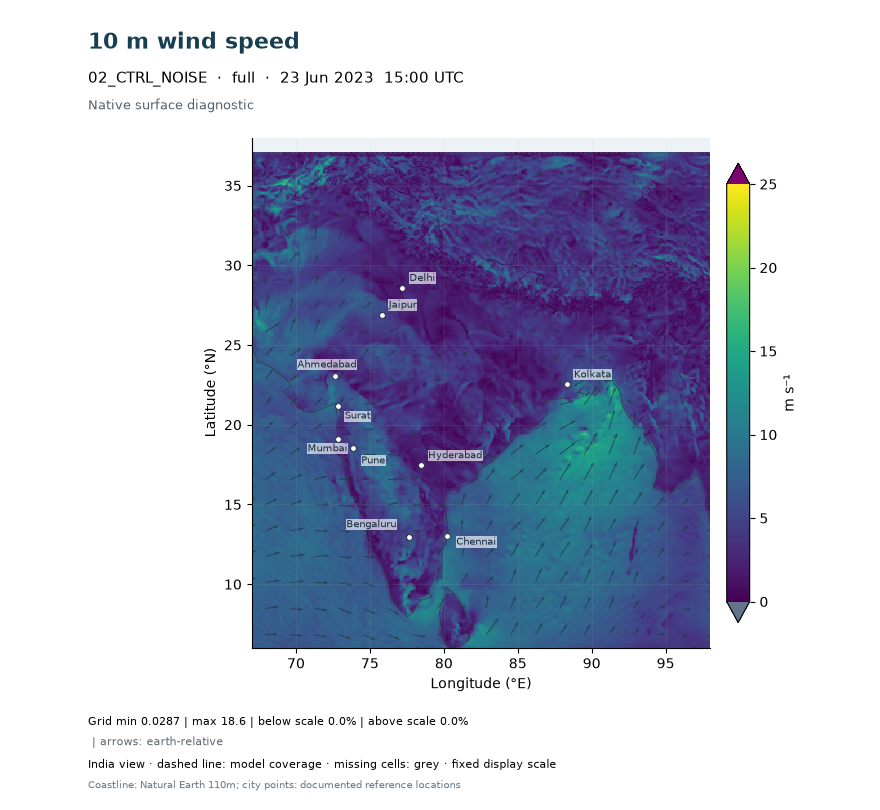 10 m wind speed
02_CTRL_NOISE · full · 23 Jun 2023 15:00 UTC
Native surface diagnostic
35
30
25
20
15
10
Latitude (°N)
70 75 80 85 90 95
Longitude (°E)
Delhi
Jaipur
Ahmedabad
Kolkata
Surat
Mumbai
Pune
Hyderabad
Bengaluru
Chennai
25
20
15
10
5
0
m s⁻¹
Grid min 0.0287 | max 18.6 | below scale 0.0% | above scale 0.0%
| arrows: earth-relative
India view · dashed line: model coverage · missing cells: grey · fixed display scale
Coastline: Natural Earth 110m; city points: documented reference locations